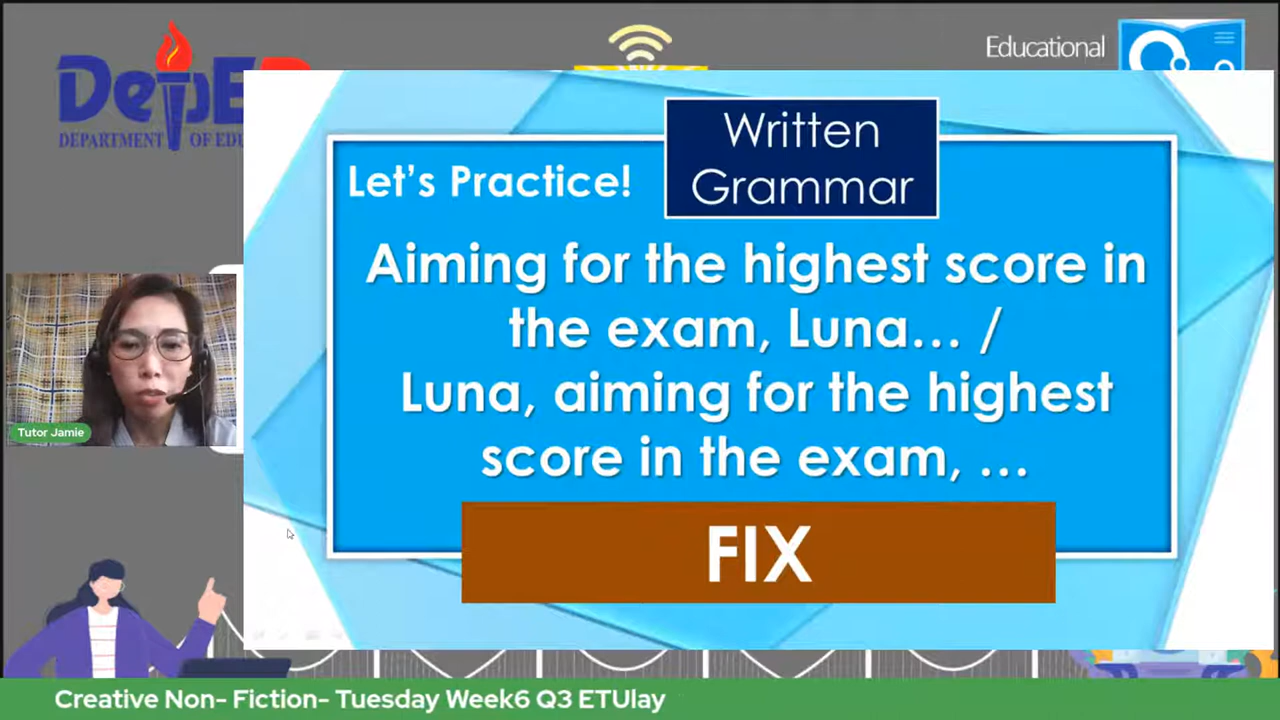 DepED
DEPARTMENT OF EDU
Educational
Written
Grammar
Let's Practice!
Aiming for the highest score in
the exam, Luna... /
Luna, aiming for the highest
score in the exam, ...
FIX
Tutor Jamie
Creative Non- Fiction- Tuesday Week6 Q3 ETUlay